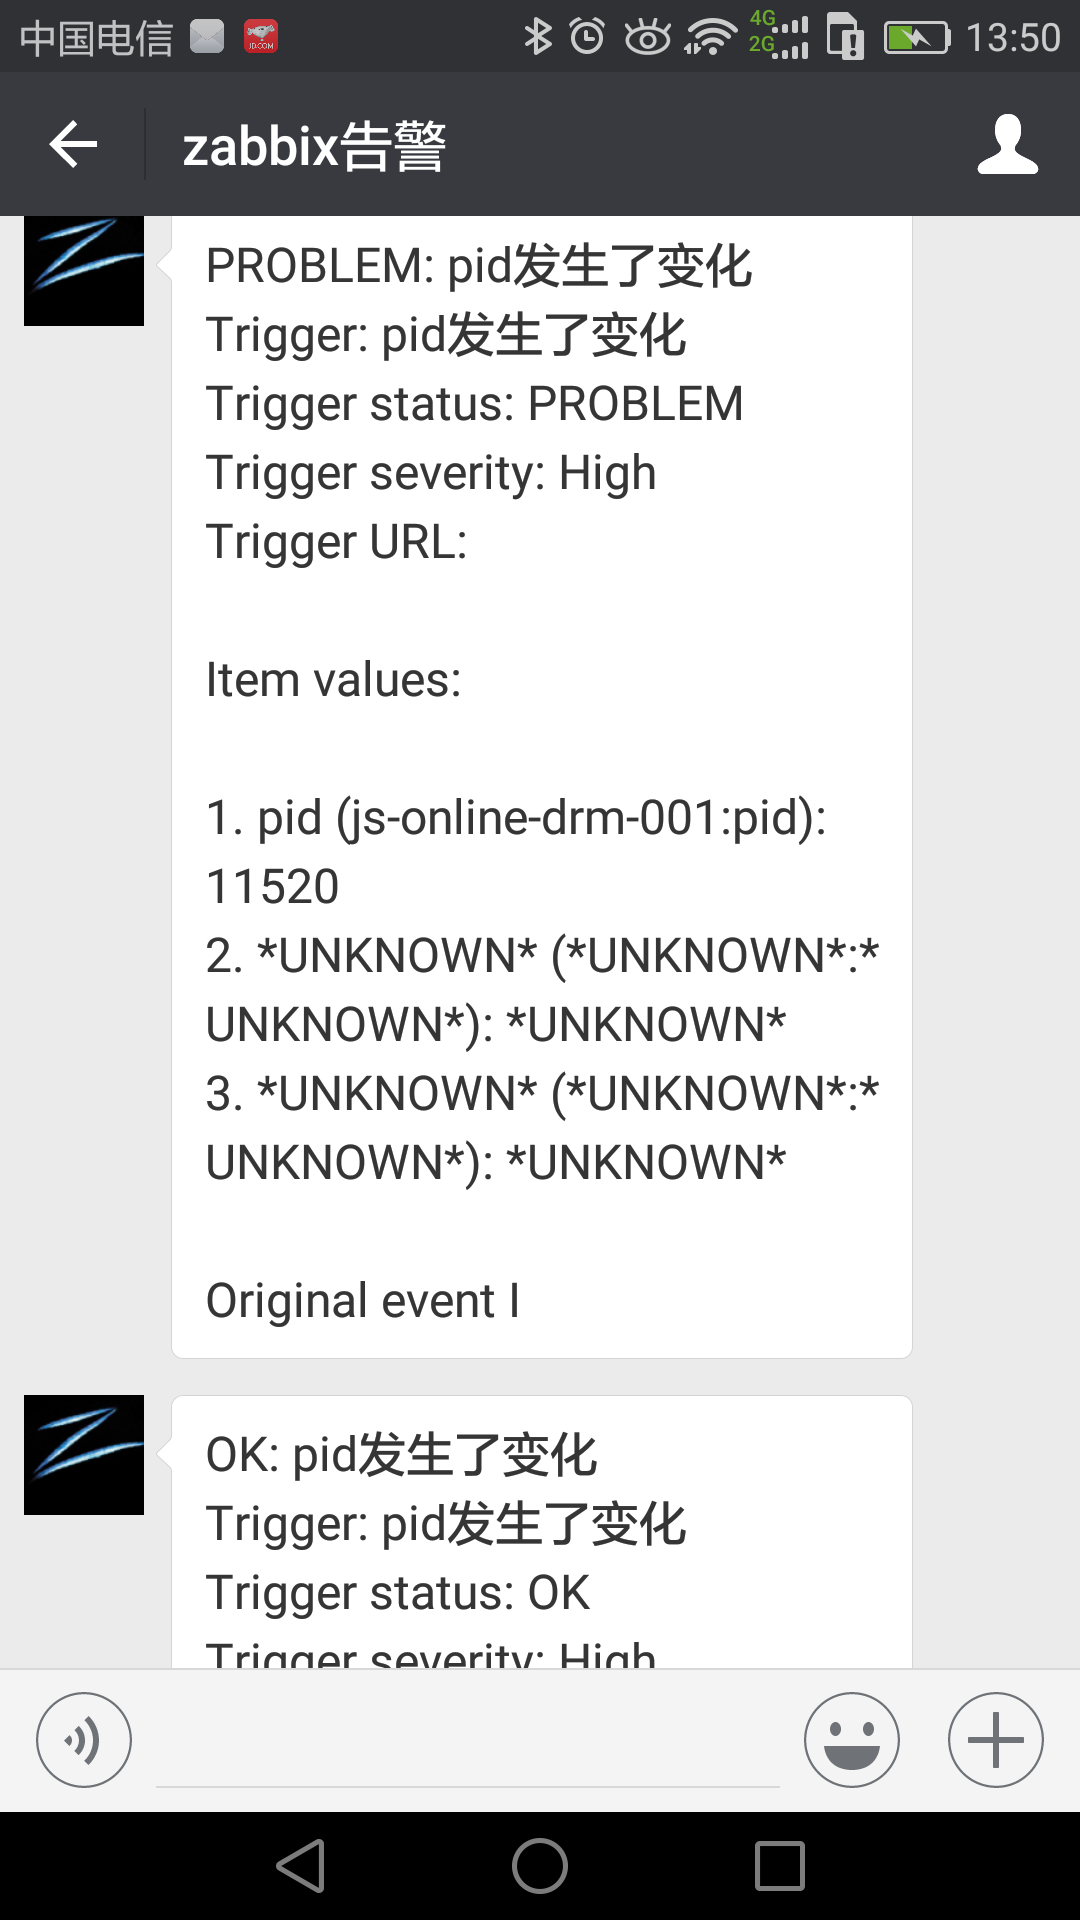 中国电信
JD.COM
4G
2G
13:50
zabbix告警
PROBLEM: pid发生了变化
Trigger: pid发生了变化
Trigger status: PROBLEM
Trigger severity: High
Trigger URL:
Item values:
1. pid (js-online-drm-001:pid):
11520
2. *UNKNOWN* (*UNKNOWN*:*
UNKNOWN*): *UNKNOWN*
3. *UNKNOWN* (*UNKNOWN*:*
UNKNOWN*): *UNKNOWN*
Original event I
OK: pid发生了变化
Trigger: pid发生了变化
Trigger status: OK
Trigger severity: High